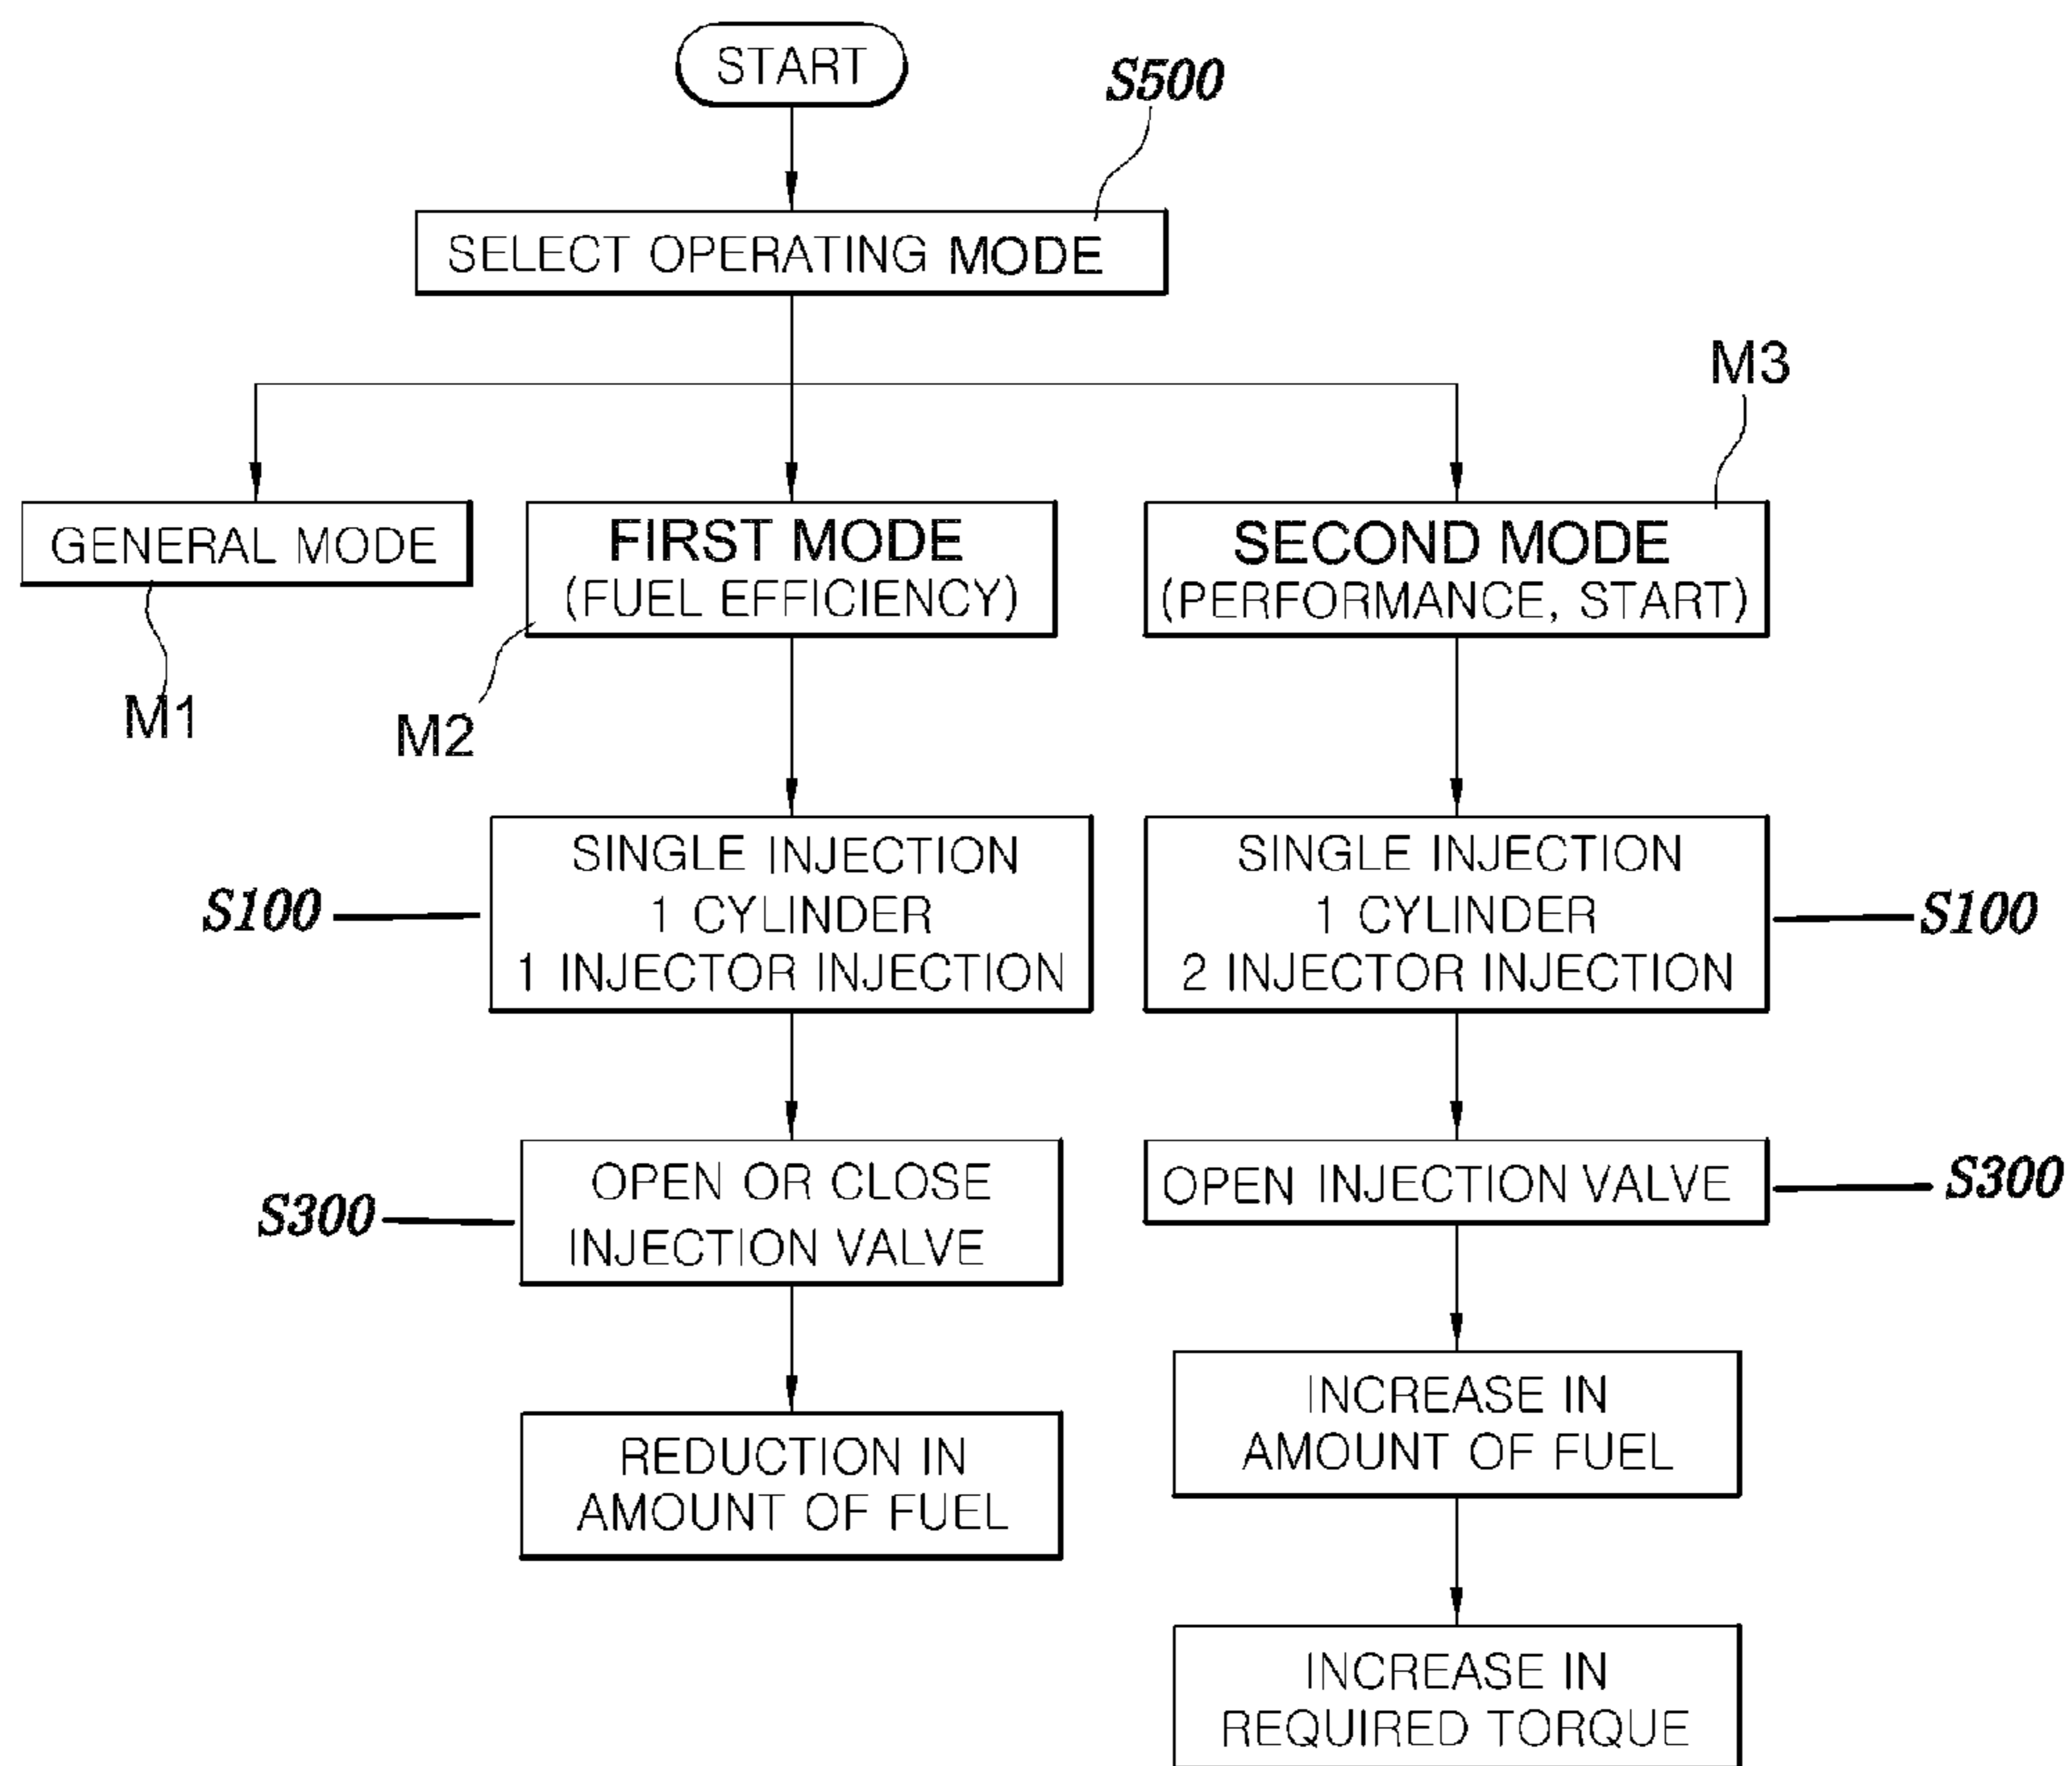 START
S500
SELECT OPERATING MODE
M3
GENERAL MODE
FIRST MODE
(FUEL EFFICIENCY)
SECOND MODE
(PERFORMANCE, START)
M1
M2
SINGLE INJECTION
1 CYLINDER
1 INJECTOR INJECTION
S100
SINGLE INJECTION
1 CYLINDER
2 INJECTOR INJECTION
S100
OPEN OR CLOSE
INJECTION VALVE
S300
OPEN INJECTION VALVE
S300
REDUCTION IN
AMOUNT OF FUEL
INCREASE IN
AMOUNT OF FUEL
INCREASE IN
REQUIRED TORQUE